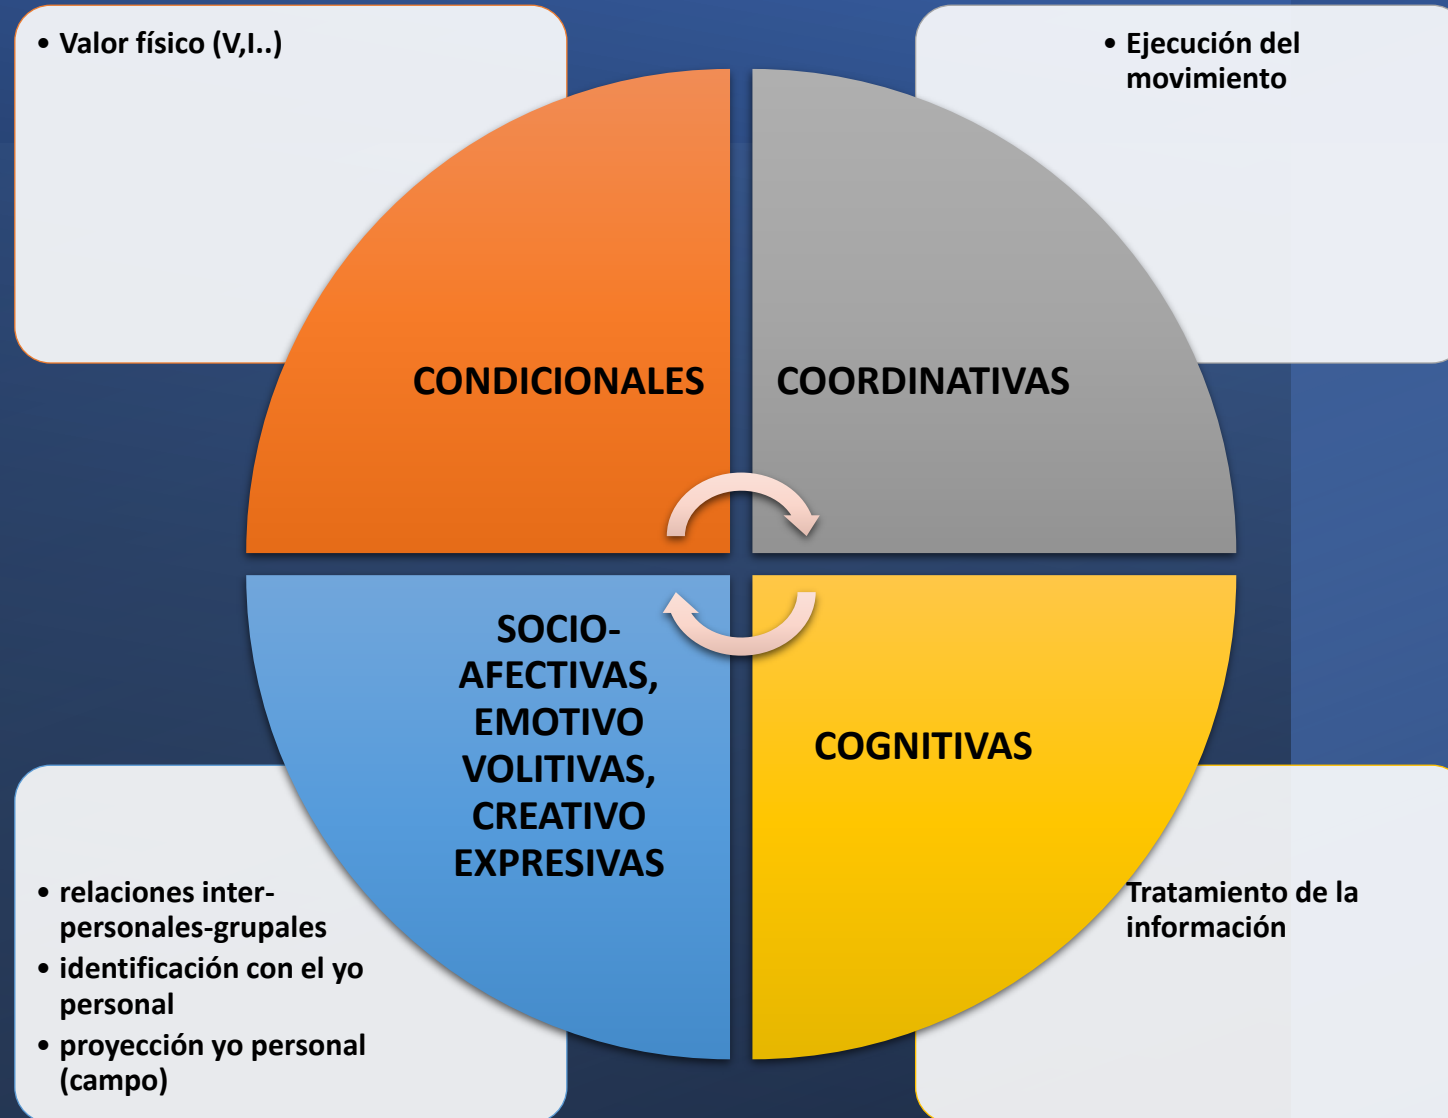 • Valor físico (V,I..)
• Ejecución del
movimiento
CONDICIONALES
COORDINATIVAS
SOCIO-
AFECTIVAS,
EMOTIVO
VOLITIVAS,
CREATIVO
EXPRESIVAS
COGNITIVAS
• relaciones inter-
personales-grupales
• identificación con el yo
personal
• proyección yo personal
(campo)
Tratamiento de la
información